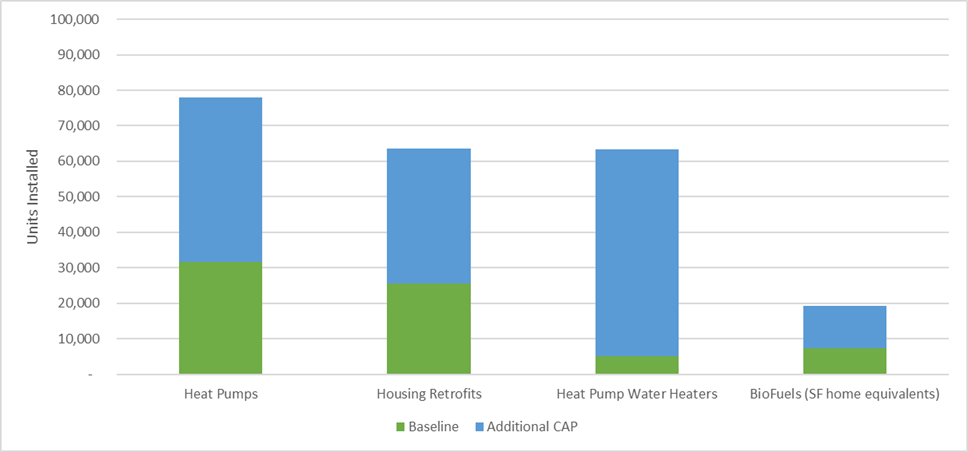 100,000
90,000
80,000
70,000
60,000
50,000
40,000
30,000
20,000
10,000
-
Units Installed
Heat Pumps
Housing Retrofits
Heat Pump Water Heaters
BioFuels (SF home equivalents)
Baseline
Additional CAP